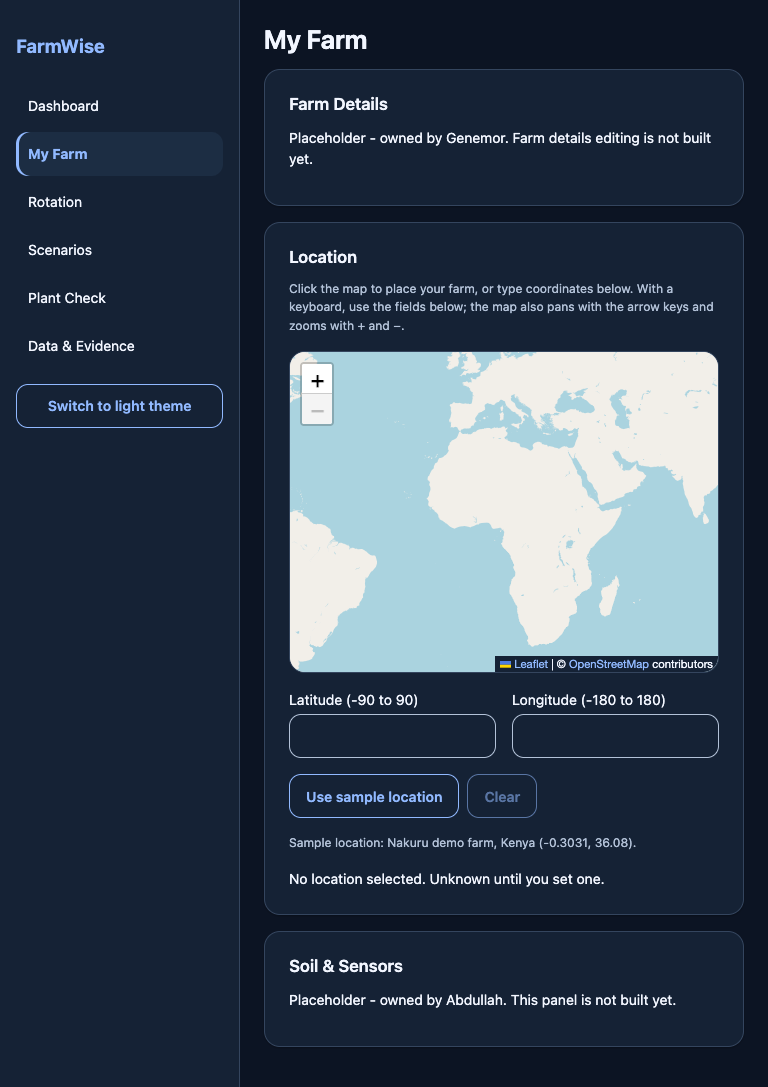 FarmWise
Dashboard
My Farm
Rotation
Scenarios
Plant Check
Data & Evidence
Switch to light theme
My Farm
Farm Details
Placeholder - owned by Genemor. Farm details editing is not built
yet.
Location
Click the map to place your farm, or type coordinates below. With a
keyboard, use the fields below; the map also pans with the arrow keys and
zooms with + and −.
+
−
Leaflet | © OpenStreetMap contributors
Latitude (-90 to 90)
Longitude (-180 to 180)
Use sample location
Clear
Sample location: Nakuru demo farm, Kenya (-0.3031, 36.08).
No location selected. Unknown until you set one.
Soil & Sensors
Placeholder - owned by Abdullah. This panel is not built yet.